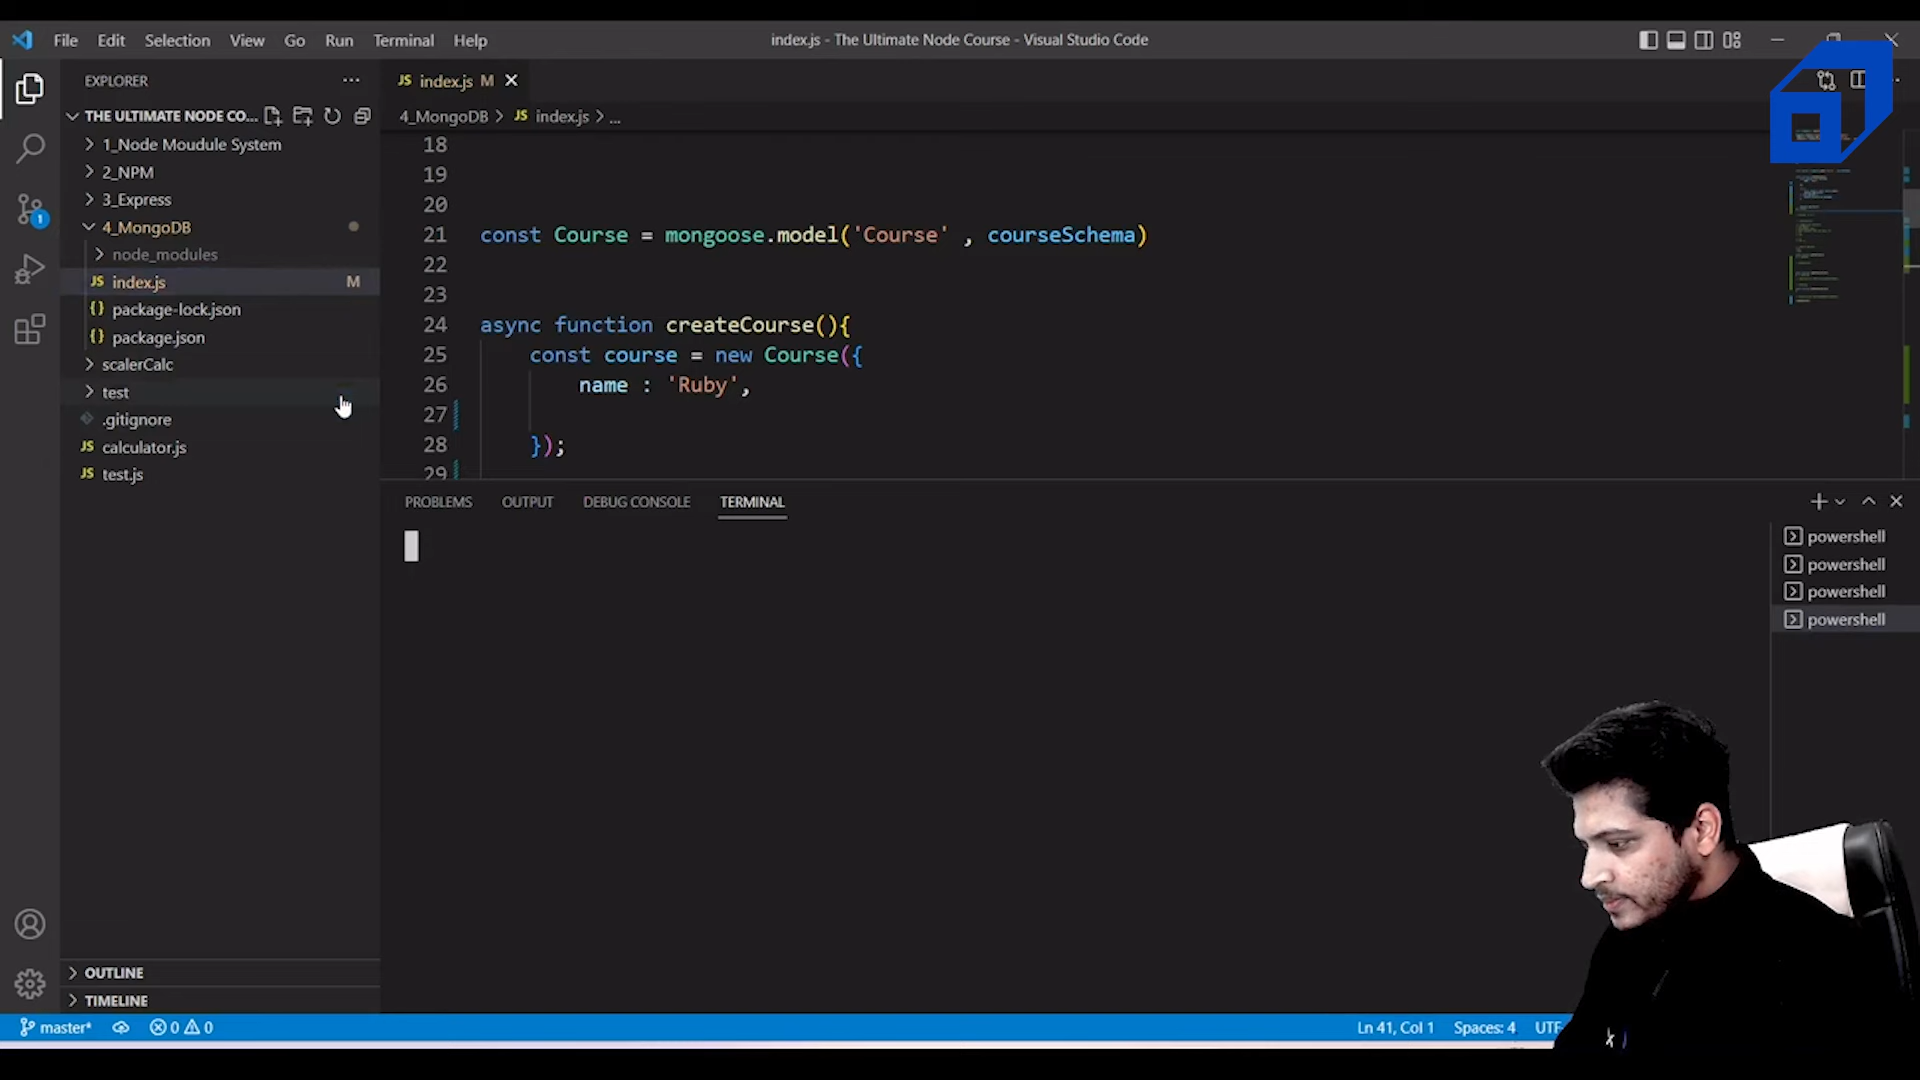 File Edit Selection View Go Run Terminal Help
index.js - The Ultimate Node Course - Visual Studio Code
EXPLORER
THE ULTIMATE NODE CO...
1_Node Moudule System
2_NPM
3_Express
4_MongoDB
node_modules
JS index.js M
{} package-lock.json
{} package.json
scalerCalc
test
.gitignore
JS calculator.js
JS test.js
OUTLINE
TIMELINE
1
JS index.js M
4_MongoDB > JS index.js > ...
18
19
20
21 const Course = mongoose.model('Course' , courseSchema)
22
23
24 async function createCourse(){
25 const course = new Course({
26 name : 'Ruby',
27
28 });
29
PROBLEMS OUTPUT DEBUG CONSOLE TERMINAL
powershell
powershell
powershell
powershell
master* 0 0
Ln 41, Col 1 Spaces: 4 UTF